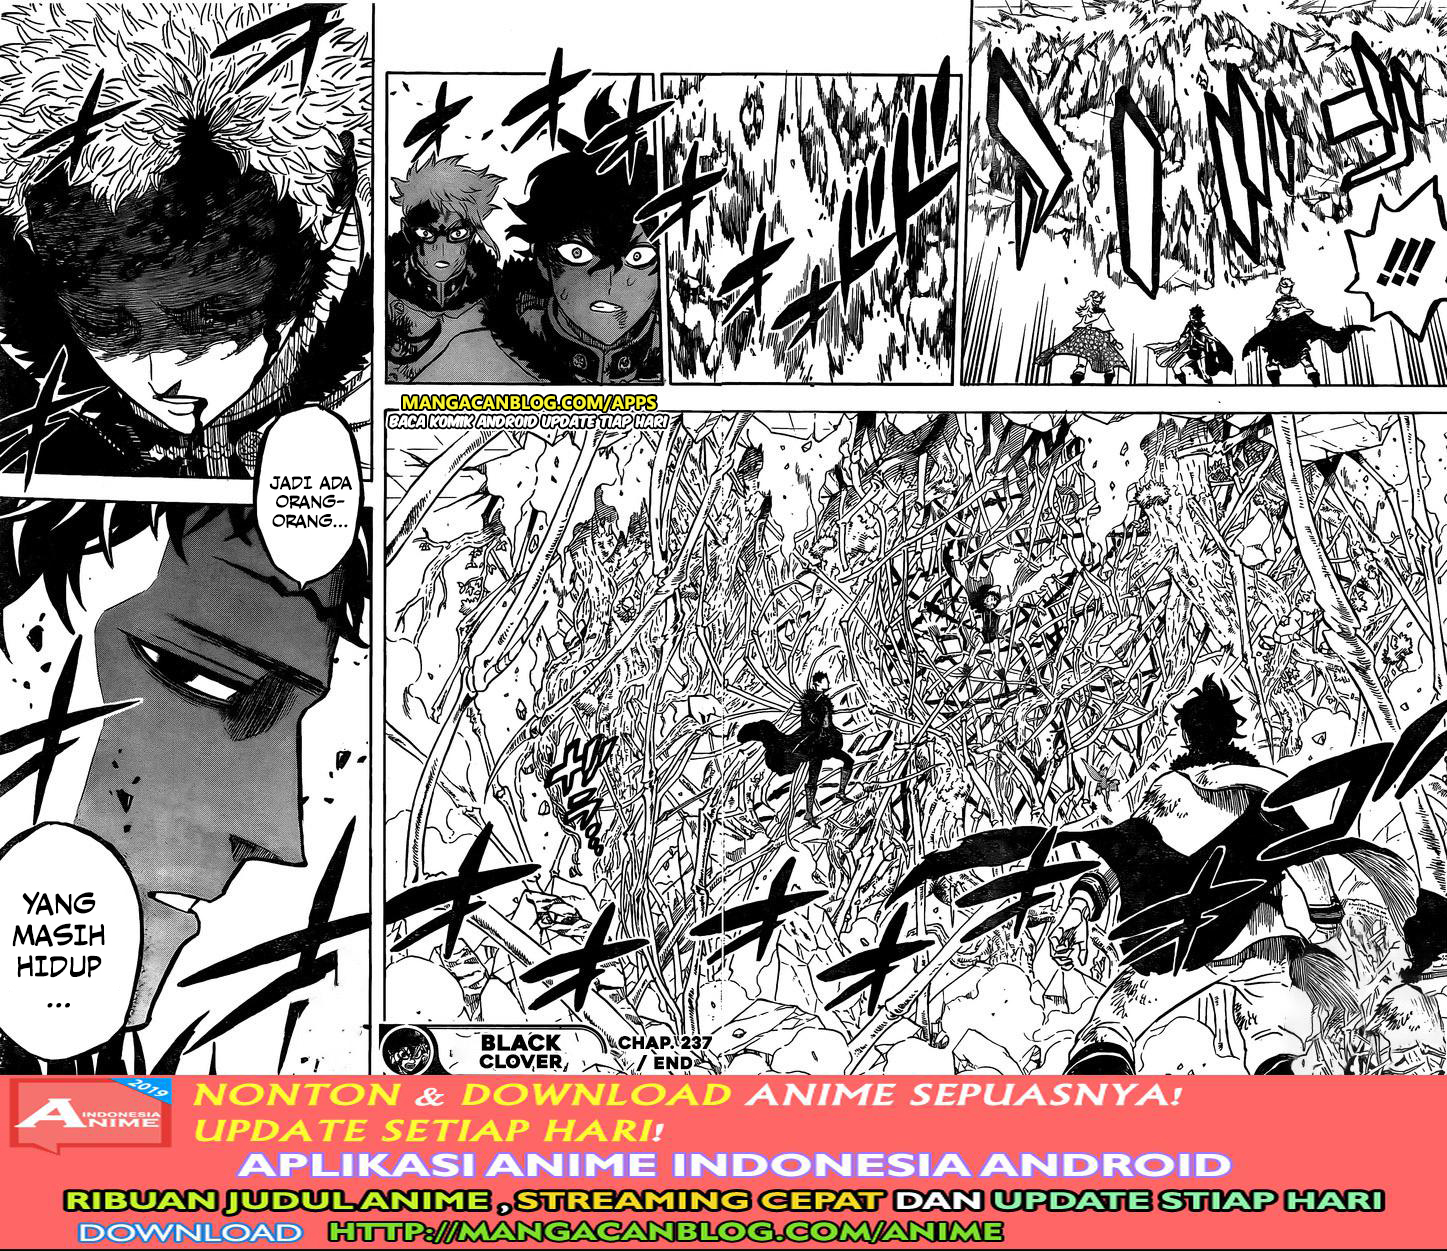 !!!
MANGACANBLOG.COM/APPS
BACA KOMIK ANDROID UPDATE TIAP HARI
JADI ADA
ORANG-
ORANG...
YANG
MASIH
HIDUP
...
BLACK
CLOVER
CHAP. 237
/ END
2019
INDONESIA
ANIME
NONTON & DOWNLOAD ANIME SEPUASNYA!
UPDATE SETIAP HARI!
APLIKASI ANIME INDONESIA ANDROID
RIBUAN JUDUL ANIME , STREAMING CEPAT DAN UPDATE STIAP HARI
DOWNLOAD HTTP://MANGACANBLOG.COM/ANIME